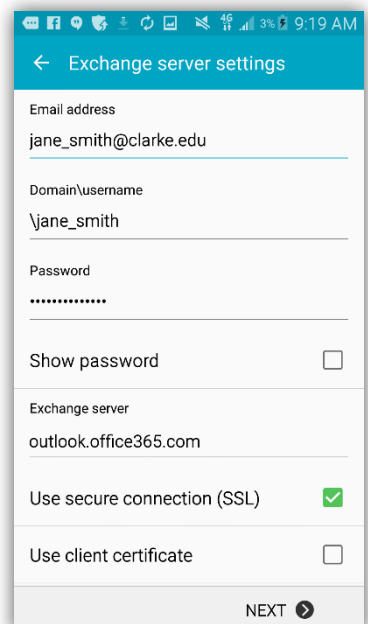 4G 3% 9:19 AM
Exchange server settings
Email address
jane_smith@clarke.edu
Domain\username
\jane_smith
Password
••••••••••••••
Show password
Exchange server
outlook.office365.com
Use secure connection (SSL)
Use client certificate
NEXT